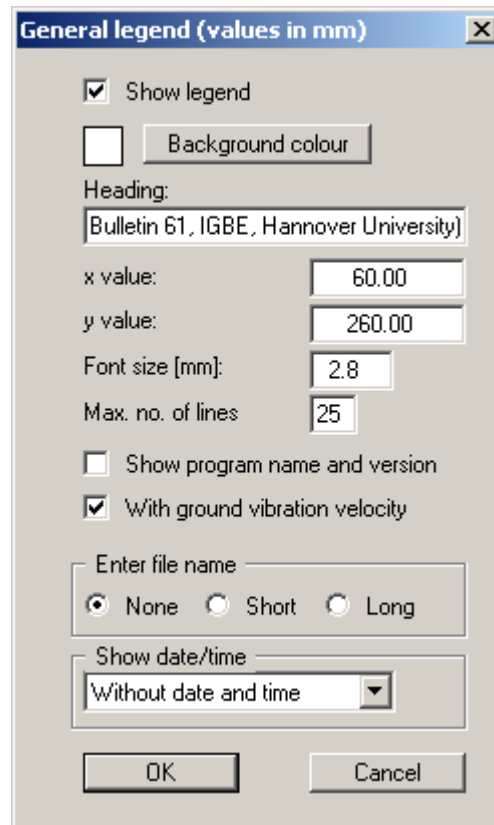 General legend (values in mm)
Show legend
Background colour
Heading:
Bulletin 61, IGBE, Hannover University)
x value: 60.00
y value: 260.00
Font size [mm]: 2.8
Max. no. of lines 25
Show program name and version
With ground vibration velocity
Enter file name
None Short Long
Show date/time
Without date and time
OK Cancel